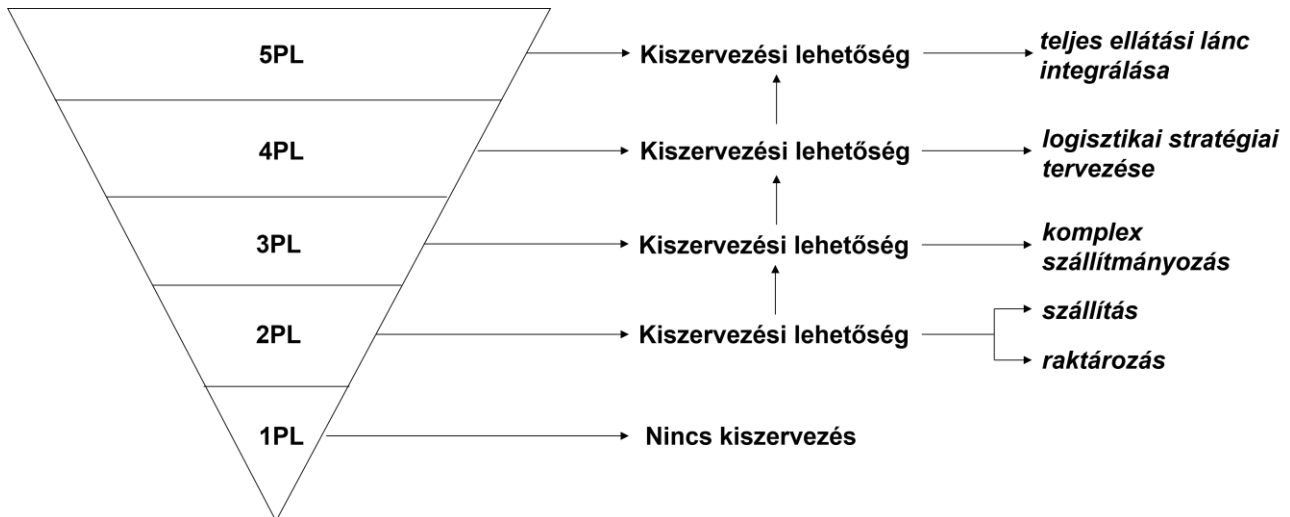 5PL
Kiszervezési lehetőség
teljes ellátási lánc
integrálása
4PL
Kiszervezési lehetőség
logisztikai stratégiai
tervezése
3PL
Kiszervezési lehetőség
komplex
szállítmányozás
2PL
Kiszervezési lehetőség
szállítás
raktározás
1PL
Nincs kiszervezés